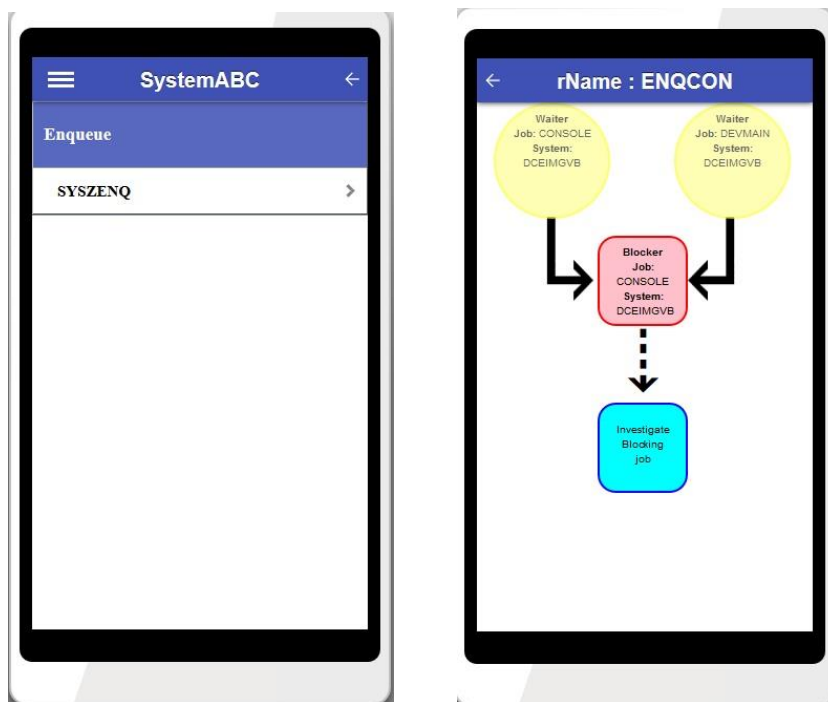 SystemABC
Enqueue
SYSZENQ
rName : ENQCON
Waiter
Job: CONSOLE
System:
DCEIMGVB
Waiter
Job: DEVMAIN
System:
DCEIMGVB
Blocker
Job:
CONSOLE
System:
DCEIMGVB
Investigate
Blocking
job